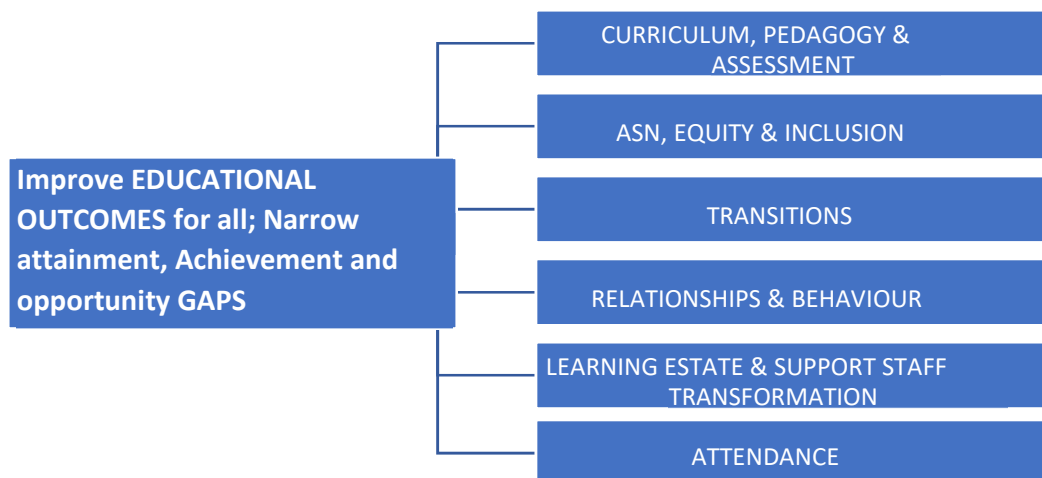 CURRICULUM, PEDAGOGY &
ASSESSMENT
ASN, EQUITY & INCLUSION
Improve EDUCATIONAL
OUTCOMES for all; Narrow
attainment, Achievement and
opportunity GAPS
TRANSITIONS
RELATIONSHIPS & BEHAVIOUR
LEARNING ESTATE & SUPPORT STAFF
TRANSFORMATION
ATTENDANCE